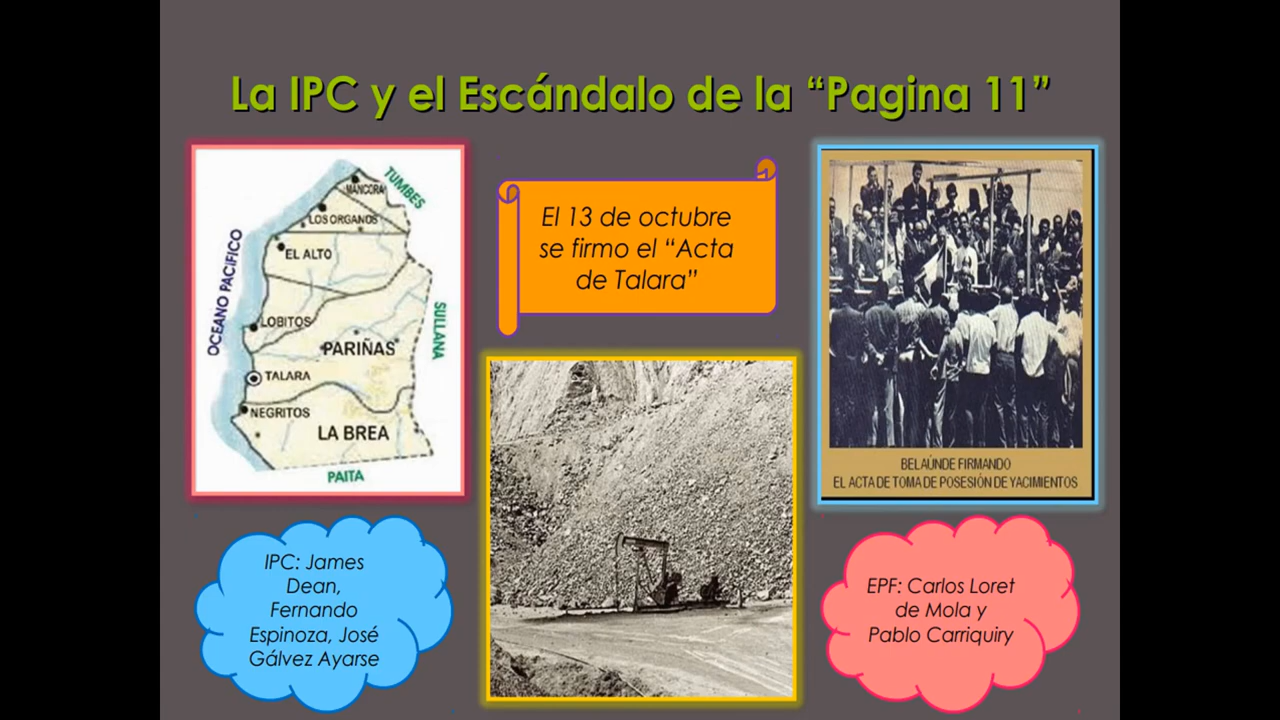 La IPC y el Escándalo de la “Pagina 11”
TUMBES
MANCORA
LOS ORGANOS
EL ALTO
OCEANO PACIFICO
LOBITOS
SULLANA
PARIÑAS
TALARA
NEGRITOS
LA BREA
PAITA
El 13 de octubre
se firmo el “Acta
de Talara”
BELAÚNDE FIRMANDO
EL ACTA DE TOMA DE POSESIÓN DE YACIMIENTOS
IPC: James
Dean,
Fernando
Espinoza, José
Gálvez Ayarse
EPF: Carlos Loret
de Mola y
Pablo Carriquiry